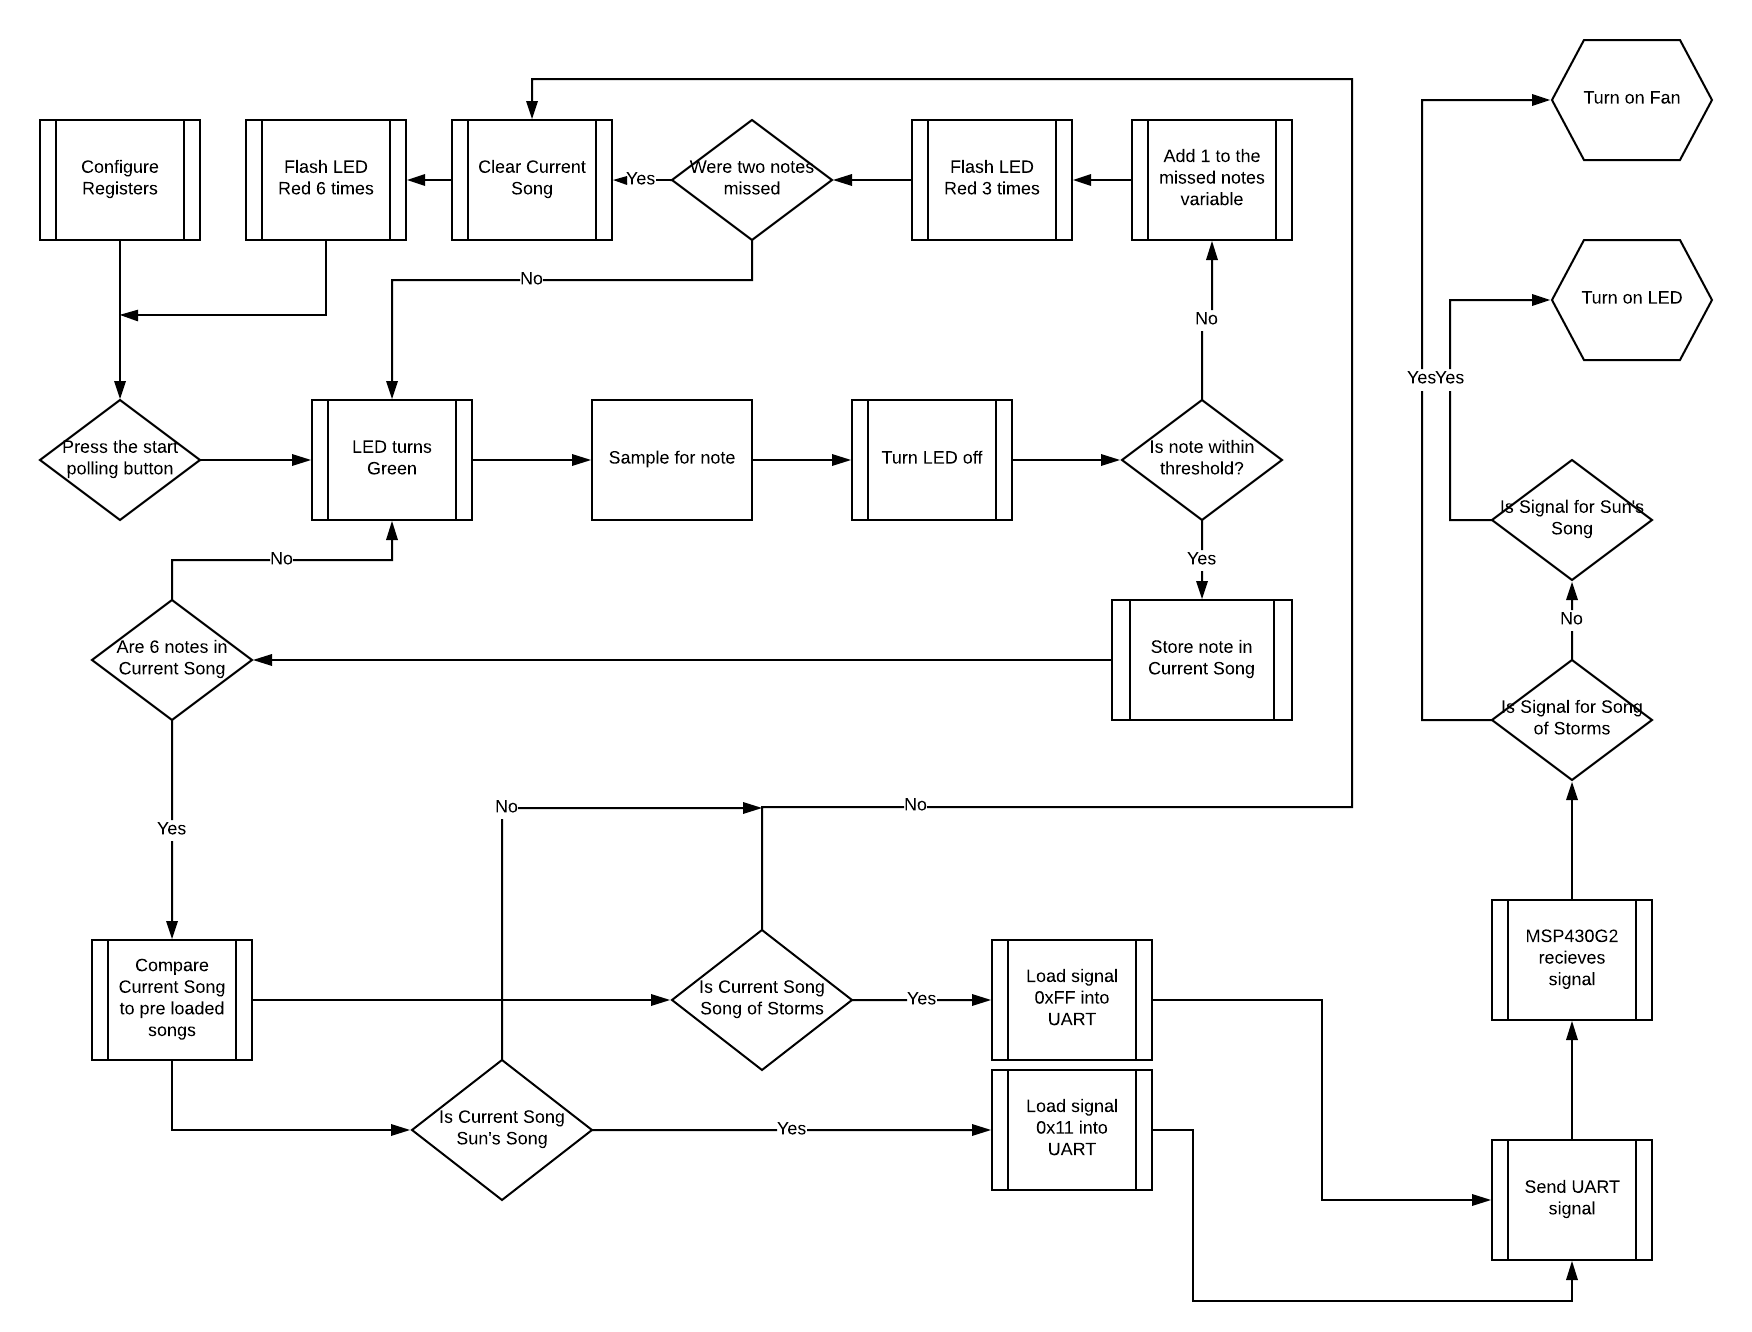 Turn on Fan
Configure
Registers
Flash LED
Red 6 times
Clear Current
Song
Yes
Were two notes
missed
Flash LED
Red 3 times
Add 1 to the
missed notes
variable
No
Turn on LED
No
Yes
Yes
Press the start
polling button
LED turns
Green
Sample for note
Turn LED off
Is note within
threshold?
Is Signal for Sun's
Song
No
Yes
No
Are 6 notes in
Current Song
Store note in
Current Song
Is Signal for Song
of Storms
No
No
Yes
MSP430G2
recieves
signal
Compare
Current Song
to pre loaded
songs
Is Current Song
Song of Storms
Yes
Load signal
0xFF into
UART
Is Current Song
Sun's Song
Yes
Load signal
0x11 into
UART
Send UART
signal